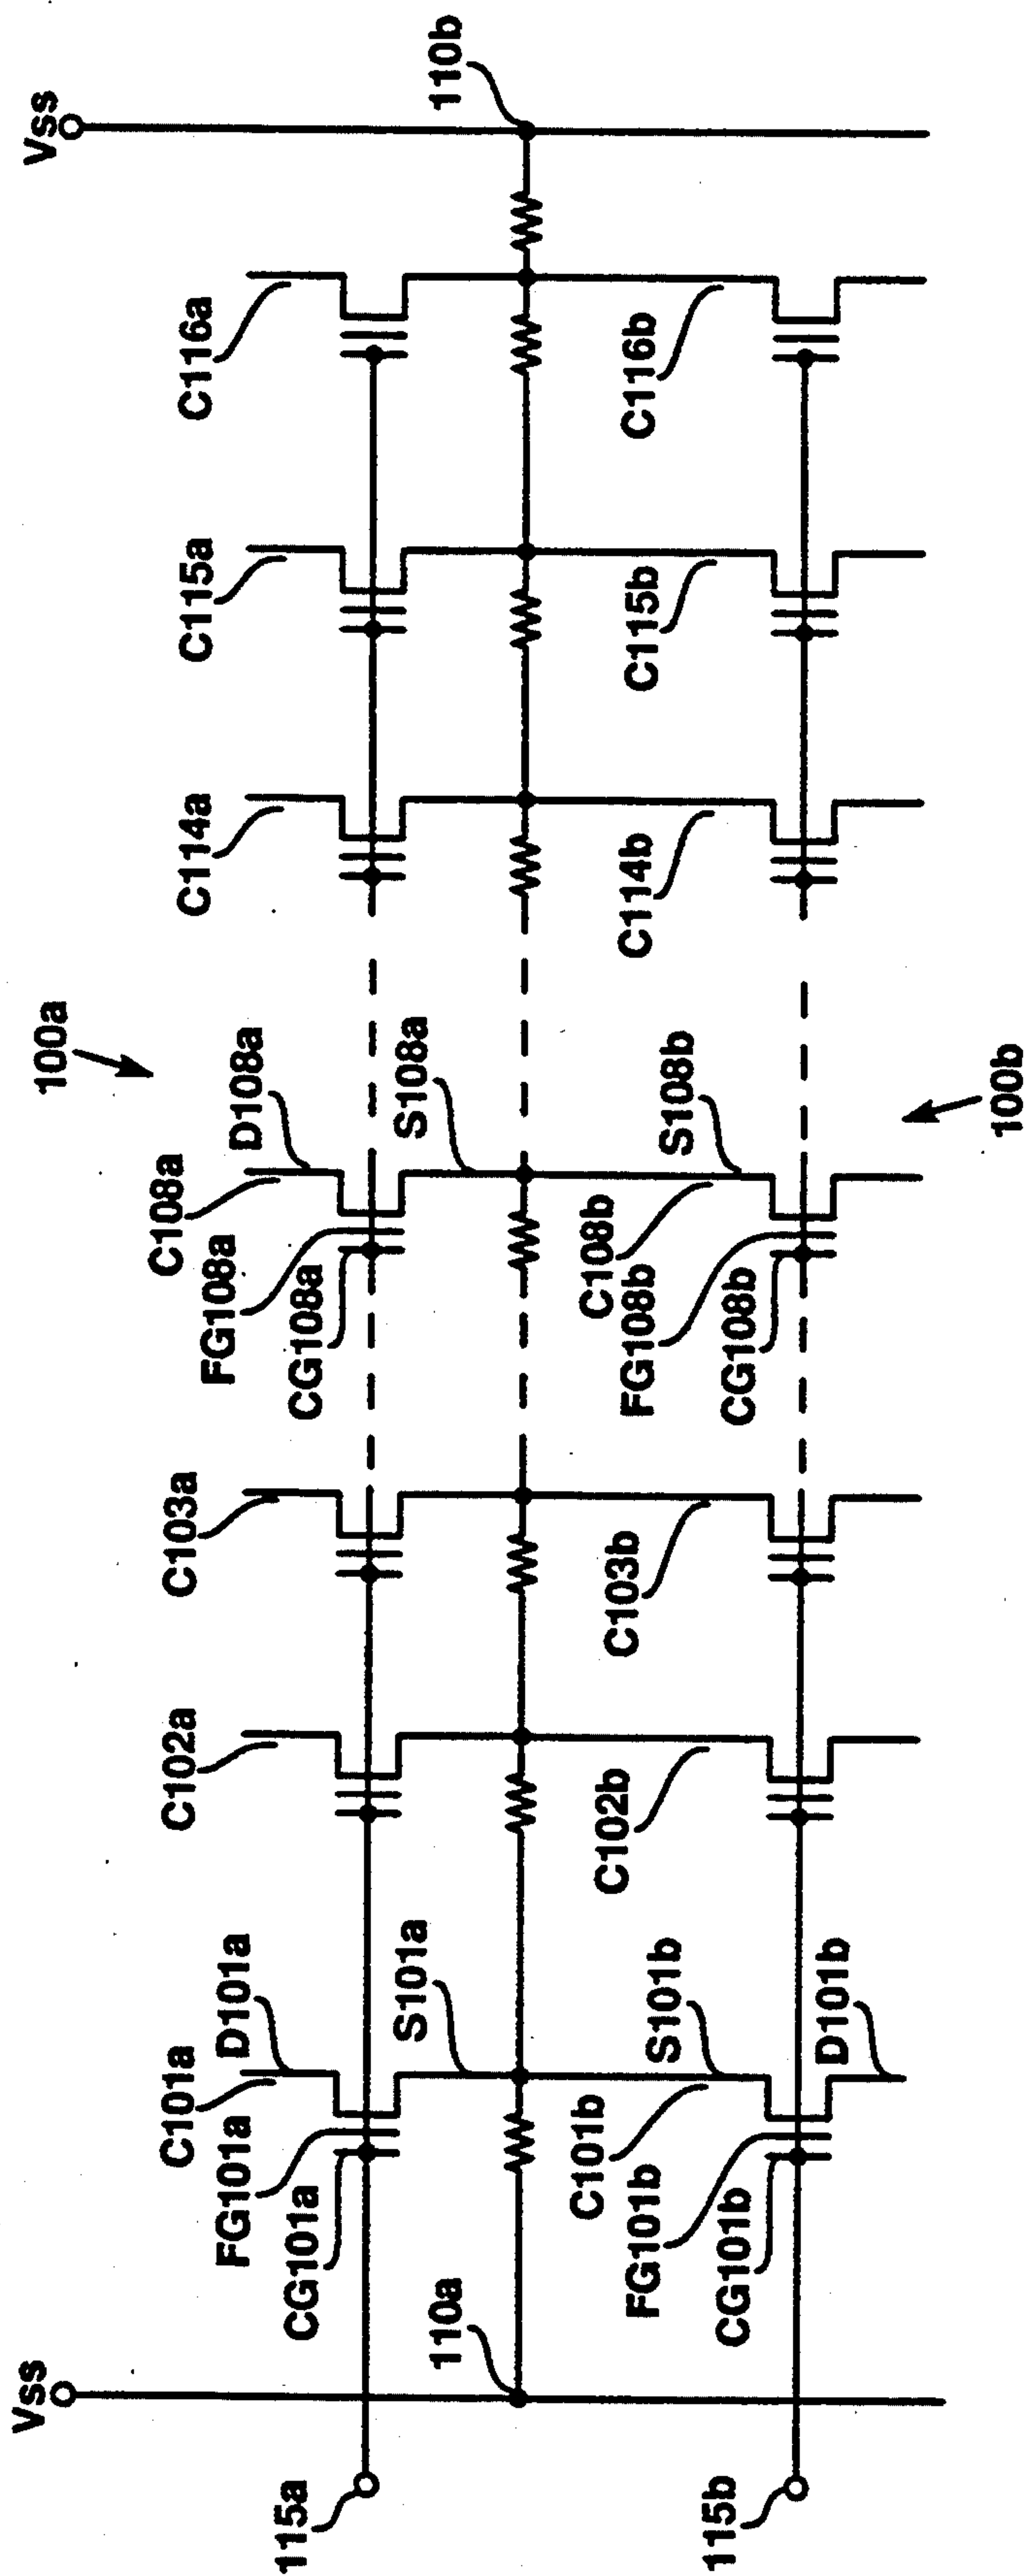 Vss
Vss
100a
110b
C101a
D101a
C102a
C103a
C108a
D108a
C114a
C115a
C116a
FG101a
FG108a
CG101a
CG108a
115a
110a
S101a
S108a
C101b
S101b
C102b
C103b
C108b
S108b
C114b
C115b
C116b
FG101b
FG108b
CG101b
D101b
CG108b
115b
100b